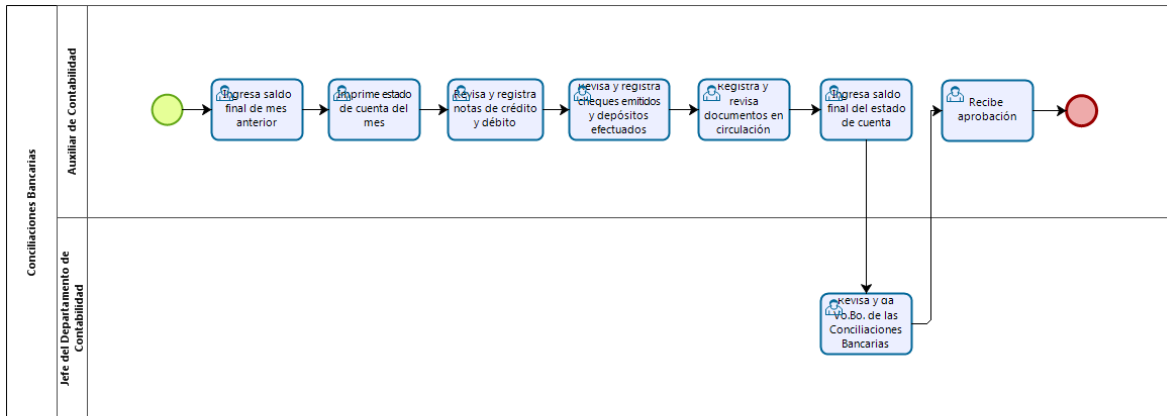 Conciliaciones Bancarias
Auxiliar de Contabilidad
Ingresa saldo
final de mes
anterior
Imprime estado
de cuenta del
mes
Revisa y registra
notas de crédito
y débito
Revisa y registra
cheques emitidos
y depósitos
efectuados
Registra y
revisa
documentos en
circulación
Ingresa saldo
final del estado
de cuenta
Recibe
aprobación
Jefe del Departamento de
Contabilidad
Revisa y da
Vo.Bo. de las
Conciliaciones
Bancarias